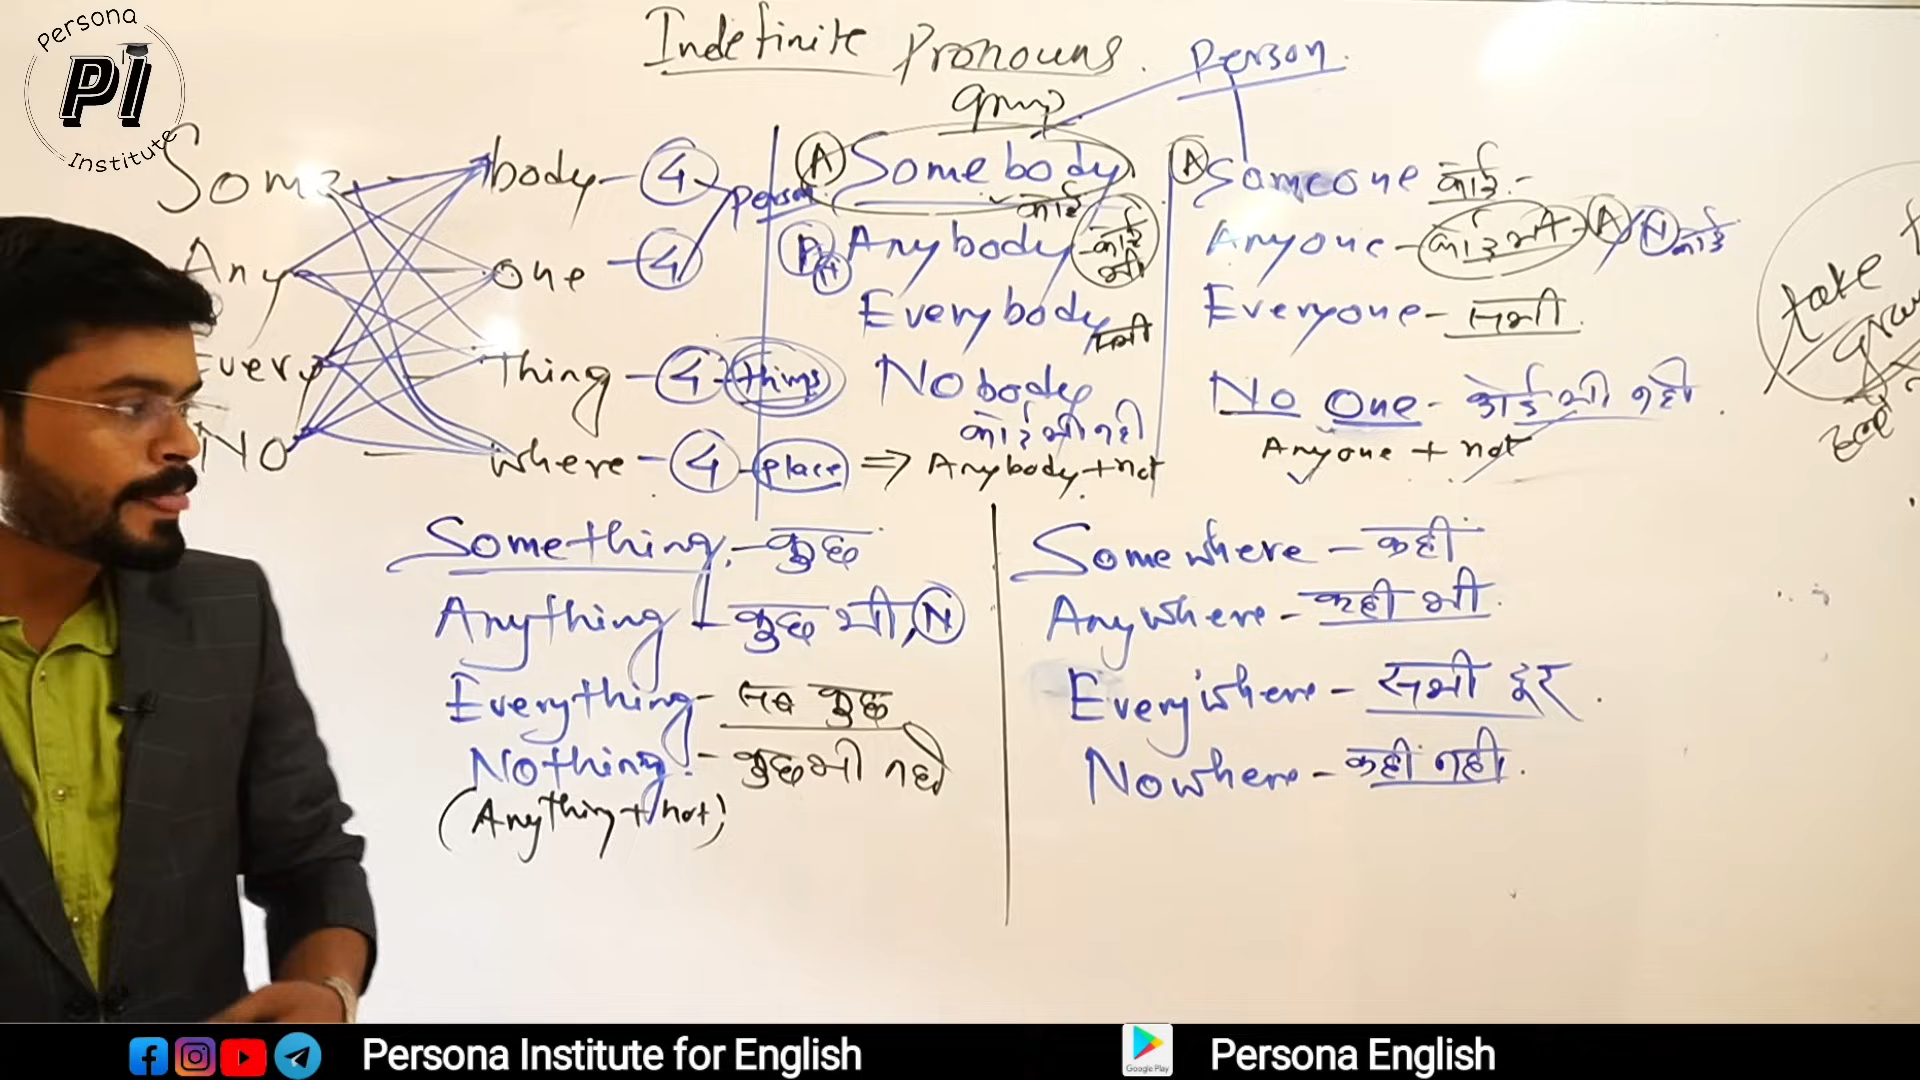 Persona
PI
Institute
Indefinite Pronouns.
Person.
group
Some
Any
Every
No
body - 4
one - 4
Person
Thing - 4 - things
where - 4 - place => Anybody + not
A Somebody
कोई
P N Anybody कोई भी
Everybody सभी
Nobody
कोई भी नही
A Someone कोई -
Anyone - कोई भी - A / N कोई
Everyone - सभी
No One - कोई भी नही
Anyone + not
take
Something - कुछ
Anything - कुछ भी, N
Everything - सब कुछ
Nothing - कुछ भी नही
(Anything + not)
Somewhere - कहीं
Anywhere - कही भी
Everywhere - सभी
Nowhere - कहीं नही.
Persona Institute for English
Google Play
Persona English